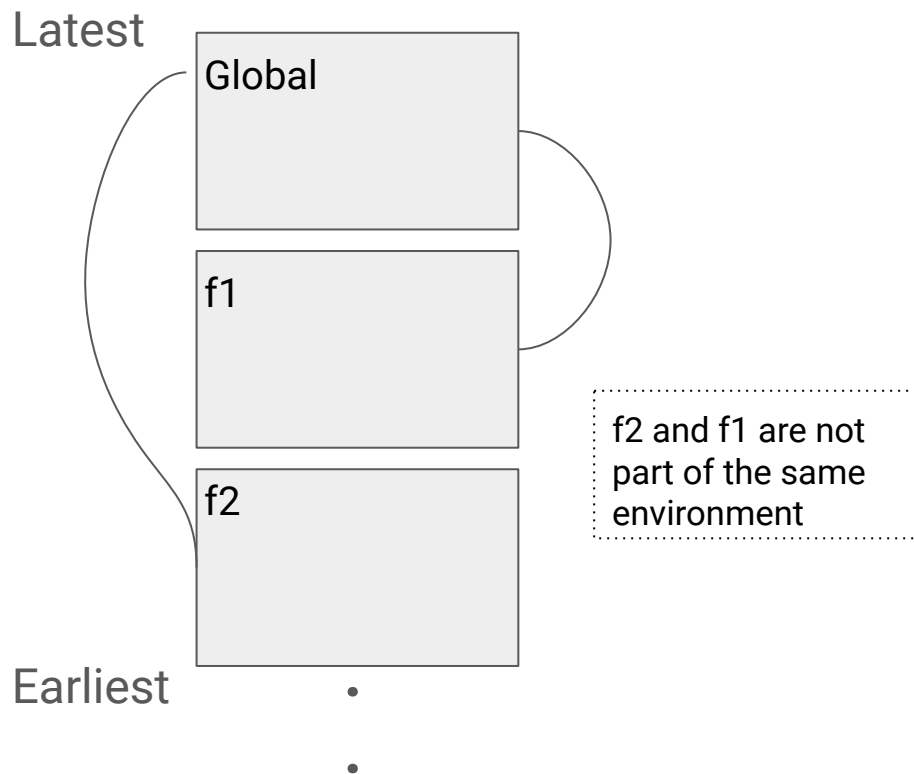 Latest
Global
f1
f2 and f1 are not
part of the same
environment
f2
Earliest